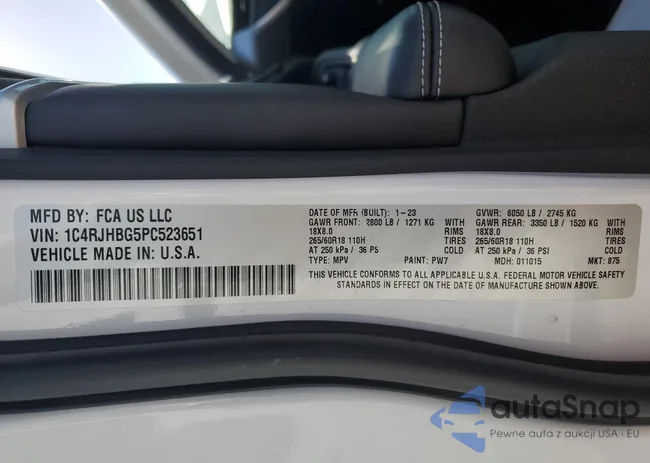 MFD BY: FCA US LLC
VIN: 1C4RJHBG5PC523651
VEHICLE MADE IN: U.S.A.
DATE OF MFR (BUILT): 1-23 GVWR: 6050 LB / 2745 KG
GAWR FRONT: 2800 LB / 1271 KG GAWR REAR: 3350 LB / 1520 KG
18X8.0 RIMS 18X8.0 RIMS
265/60R18 110H TIRES 265/60R18 110H TIRES
AT 250 kPa / 36 PS COLD AT 250 kPa / 36 PSI COLD
TYPE: MPV PAINT: PW7 MDH: 011015 MKT: 875
THIS VEHICLE CONFORMS TO ALL APPLICABLE U.S.A. FEDERAL MOTOR VEHICLE SAFETY
STANDARDS IN EFFECT ON THE DATE OF MANUFACTURE SHOWN ABOVE.
autoSnap
Pewne auta z aukcji USA i EU